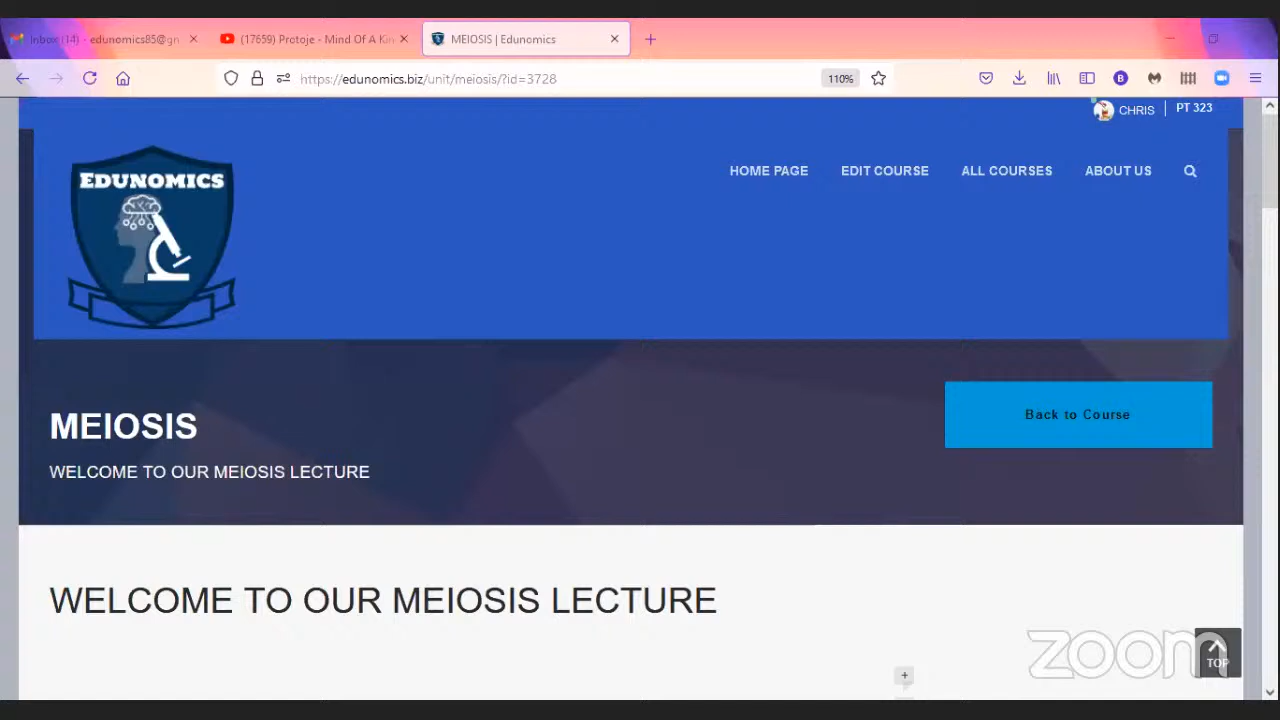 Inbox (14) - edunomics85@gm
(17659) Protoje - Mind Of A Kin
MEIOSIS | Edunomics
https://edunomics.biz/unit/meiosis/?id=3728
110%
B
CHRIS
PT 323
EDUNOMICS
HOME PAGE
EDIT COURSE
ALL COURSES
ABOUT US
Back to Course
MEIOSIS
WELCOME TO OUR MEIOSIS LECTURE
WELCOME TO OUR MEIOSIS LECTURE
zoom
TOP